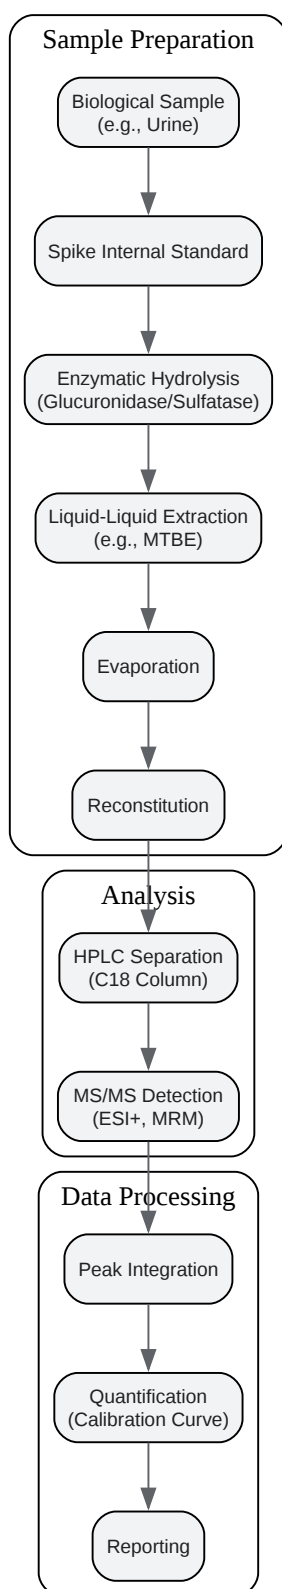 Sample Preparation
Biological Sample
(e.g., Urine)
Spike Internal Standard
Enzymatic Hydrolysis
(Glucuronidase/Sulfatase)
Liquid-Liquid Extraction
(e.g., MTBE)
Evaporation
Reconstitution
Analysis
HPLC Separation
(C18 Column)
MS/MS Detection
(ESI+, MRM)
Data Processing
Peak Integration
Quantification
(Calibration Curve)
Reporting